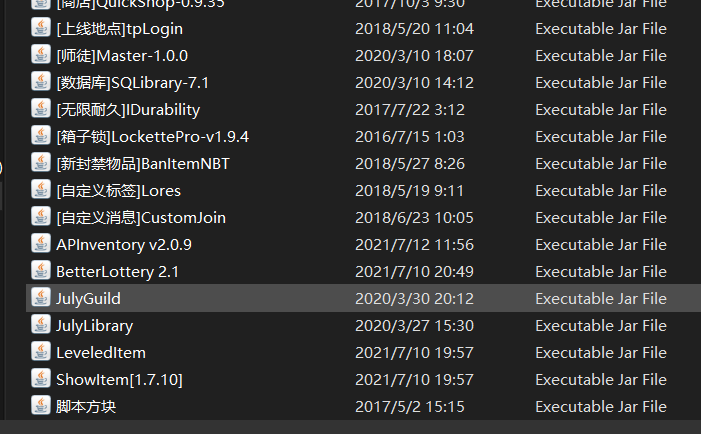 [商店]QuickShop-0.9.35 2017/10/3 9:30 Executable Jar File
[上线地点]tpLogin 2018/5/20 11:04 Executable Jar File
[师徒]Master-1.0.0 2020/3/10 18:07 Executable Jar File
[数据库]SQLibrary-7.1 2020/3/10 14:12 Executable Jar File
[无限耐久]IDurability 2017/7/22 3:12 Executable Jar File
[箱子锁]LockettePro-v1.9.4 2016/7/15 1:03 Executable Jar File
[新封禁物品]BanItemNBT 2018/5/27 8:26 Executable Jar File
[自定义标签]Lores 2018/5/19 9:11 Executable Jar File
[自定义消息]CustomJoin 2018/6/23 10:05 Executable Jar File
APInventory v2.0.9 2021/7/12 11:56 Executable Jar File
BetterLottery 2.1 2021/7/10 20:49 Executable Jar File
JulyGuild 2020/3/30 20:12 Executable Jar File
JulyLibrary 2020/3/27 15:30 Executable Jar File
LeveledItem 2021/7/10 19:57 Executable Jar File
ShowItem[1.7.10] 2021/7/10 19:57 Executable Jar File
脚本方块 2017/5/2 15:15 Executable Jar File